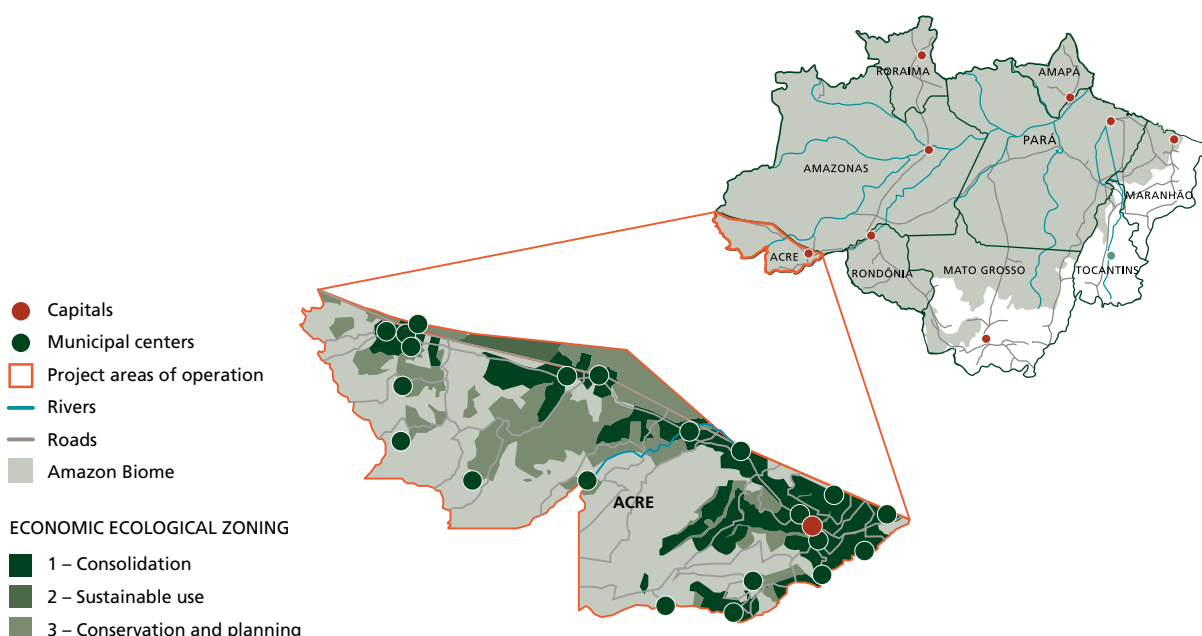 RORAIMA
AMAPÁ
PARÁ
AMAZONAS
MARANHÃO
ACRE
RONDÔNIA
MATO GROSSO
TOCANTINS
Capitals
Municipal centers
Project areas of operation
Rivers
Roads
Amazon Biome
ACRE
ECONOMIC ECOLOGICAL ZONING
1 – Consolidation
2 – Sustainable use
3 – Conservation and planning